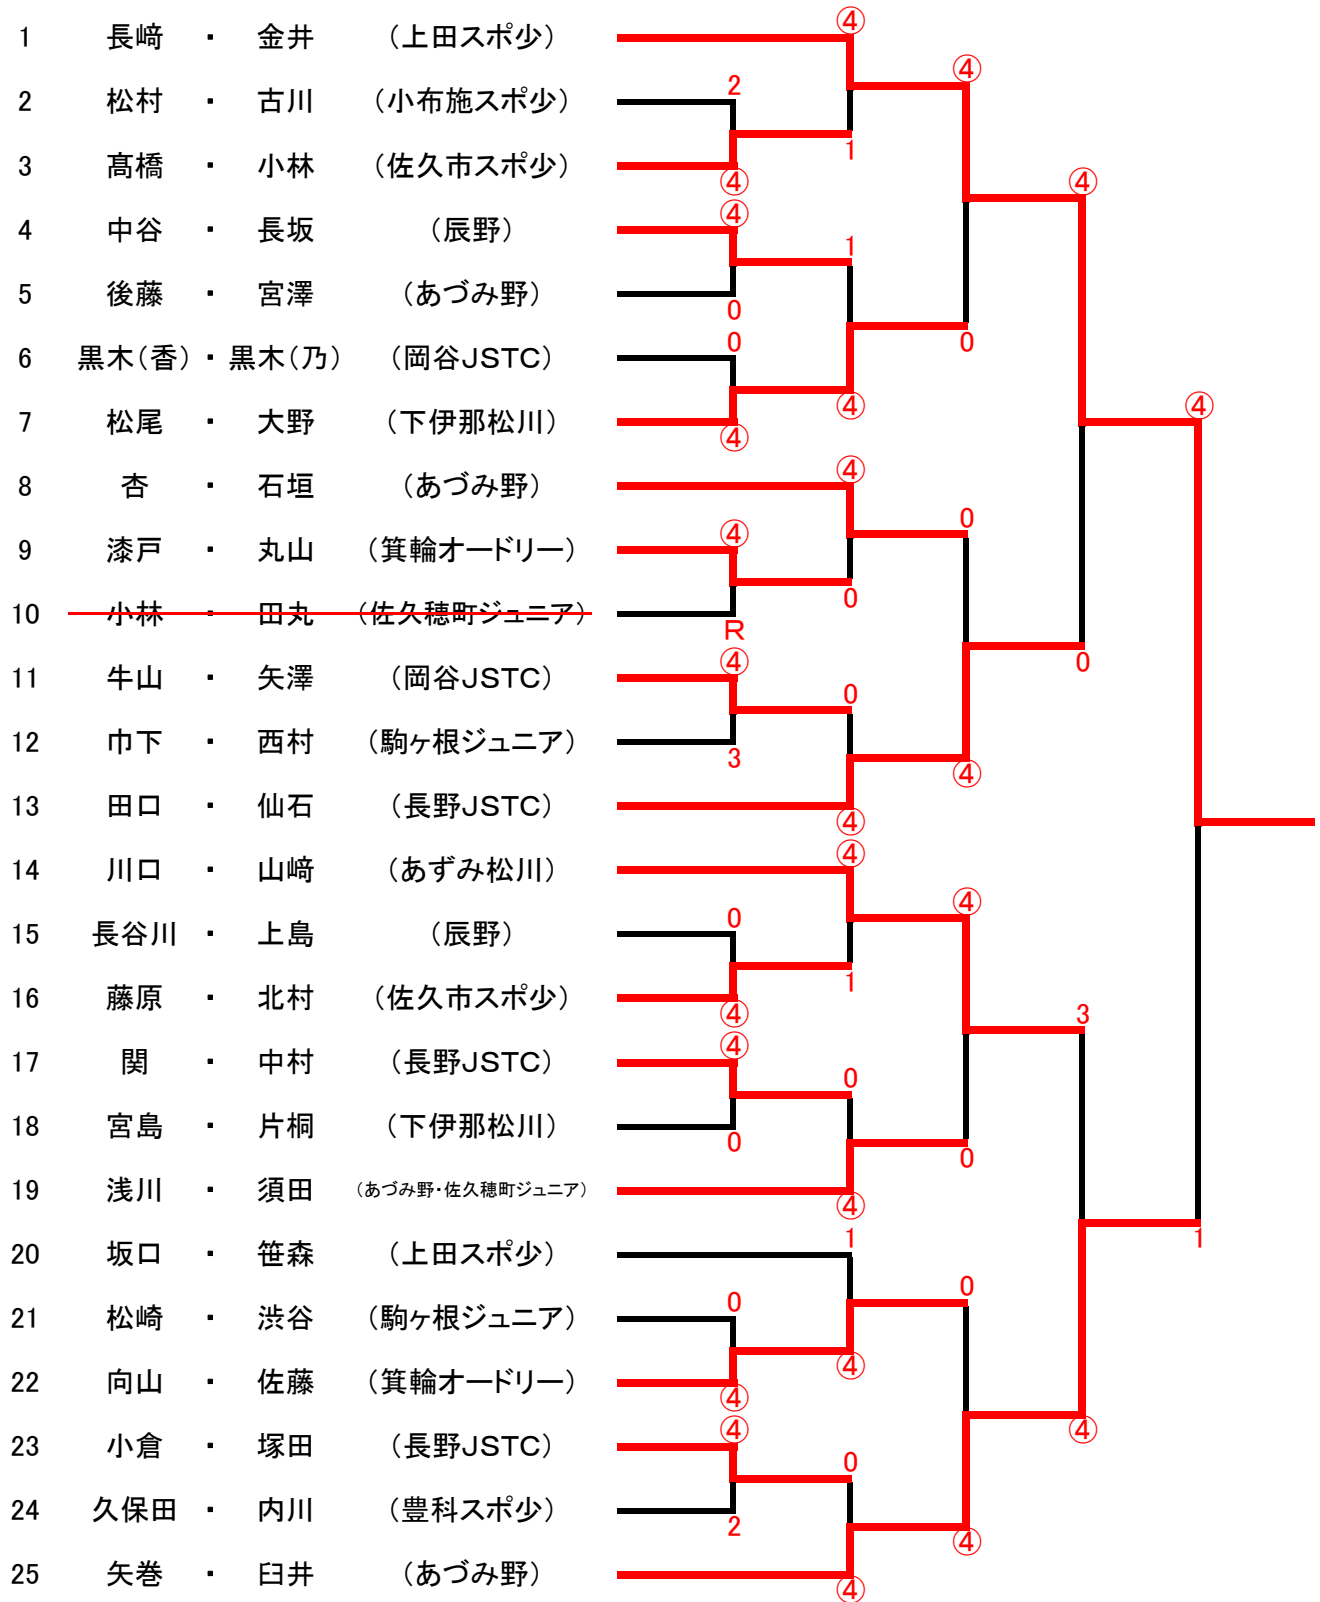 ④
1 長﨑 ・ 金井 (上田スポ少)
④
2
2 松村 ・ 古川 (小布施スポ少)
1
3 髙橋 ・ 小林 (佐久市スポ少)
④ ④
④
4 中谷 ・ 長坂 (辰野)
1
5 後藤 ・ 宮澤 (あづみ野)
0
0 0
6 黒木(香) ・ 黒木(乃) (岡谷JSTC)
④ ④
7 松尾 ・ 大野 (下伊那松川)
④
④
8 杏 ・ 石垣 (あづみ野)
0
④
9 漆戸 ・ 丸山 (箕輪オードリー)
0
10 小林 ・ 田丸 (佐久穂町ジュニア)
R
④ 0
11 牛山 ・ 矢澤 (岡谷JSTC)
0
12 巾下 ・ 西村 (駒ヶ根ジュニア)
3
④
13 田口 ・ 仙石 (長野JSTC)
④
④
14 川口 ・ 山﨑 (あずみ松川)
④
0
15 長谷川 ・ 上島 (辰野)
1
16 藤原 ・ 北村 (佐久市スポ少)
④ 3
④
17 関 ・ 中村 (長野JSTC)
0
18 宮島 ・ 片桐 (下伊那松川)
0
0
19 浅川 ・ 須田 (あづみ野・佐久穂町ジュニア)
④
1 1
20 坂口 ・ 笹森 (上田スポ少)
0
0
21 松崎 ・ 渋谷 (駒ヶ根ジュニア)
④
22 向山 ・ 佐藤 (箕輪オードリー)
④
④ ④
23 小倉 ・ 塚田 (長野JSTC)
0
24 久保田 ・ 内川 (豊科スポ少)
2
④
25 矢巻 ・ 臼井 (あづみ野)
④